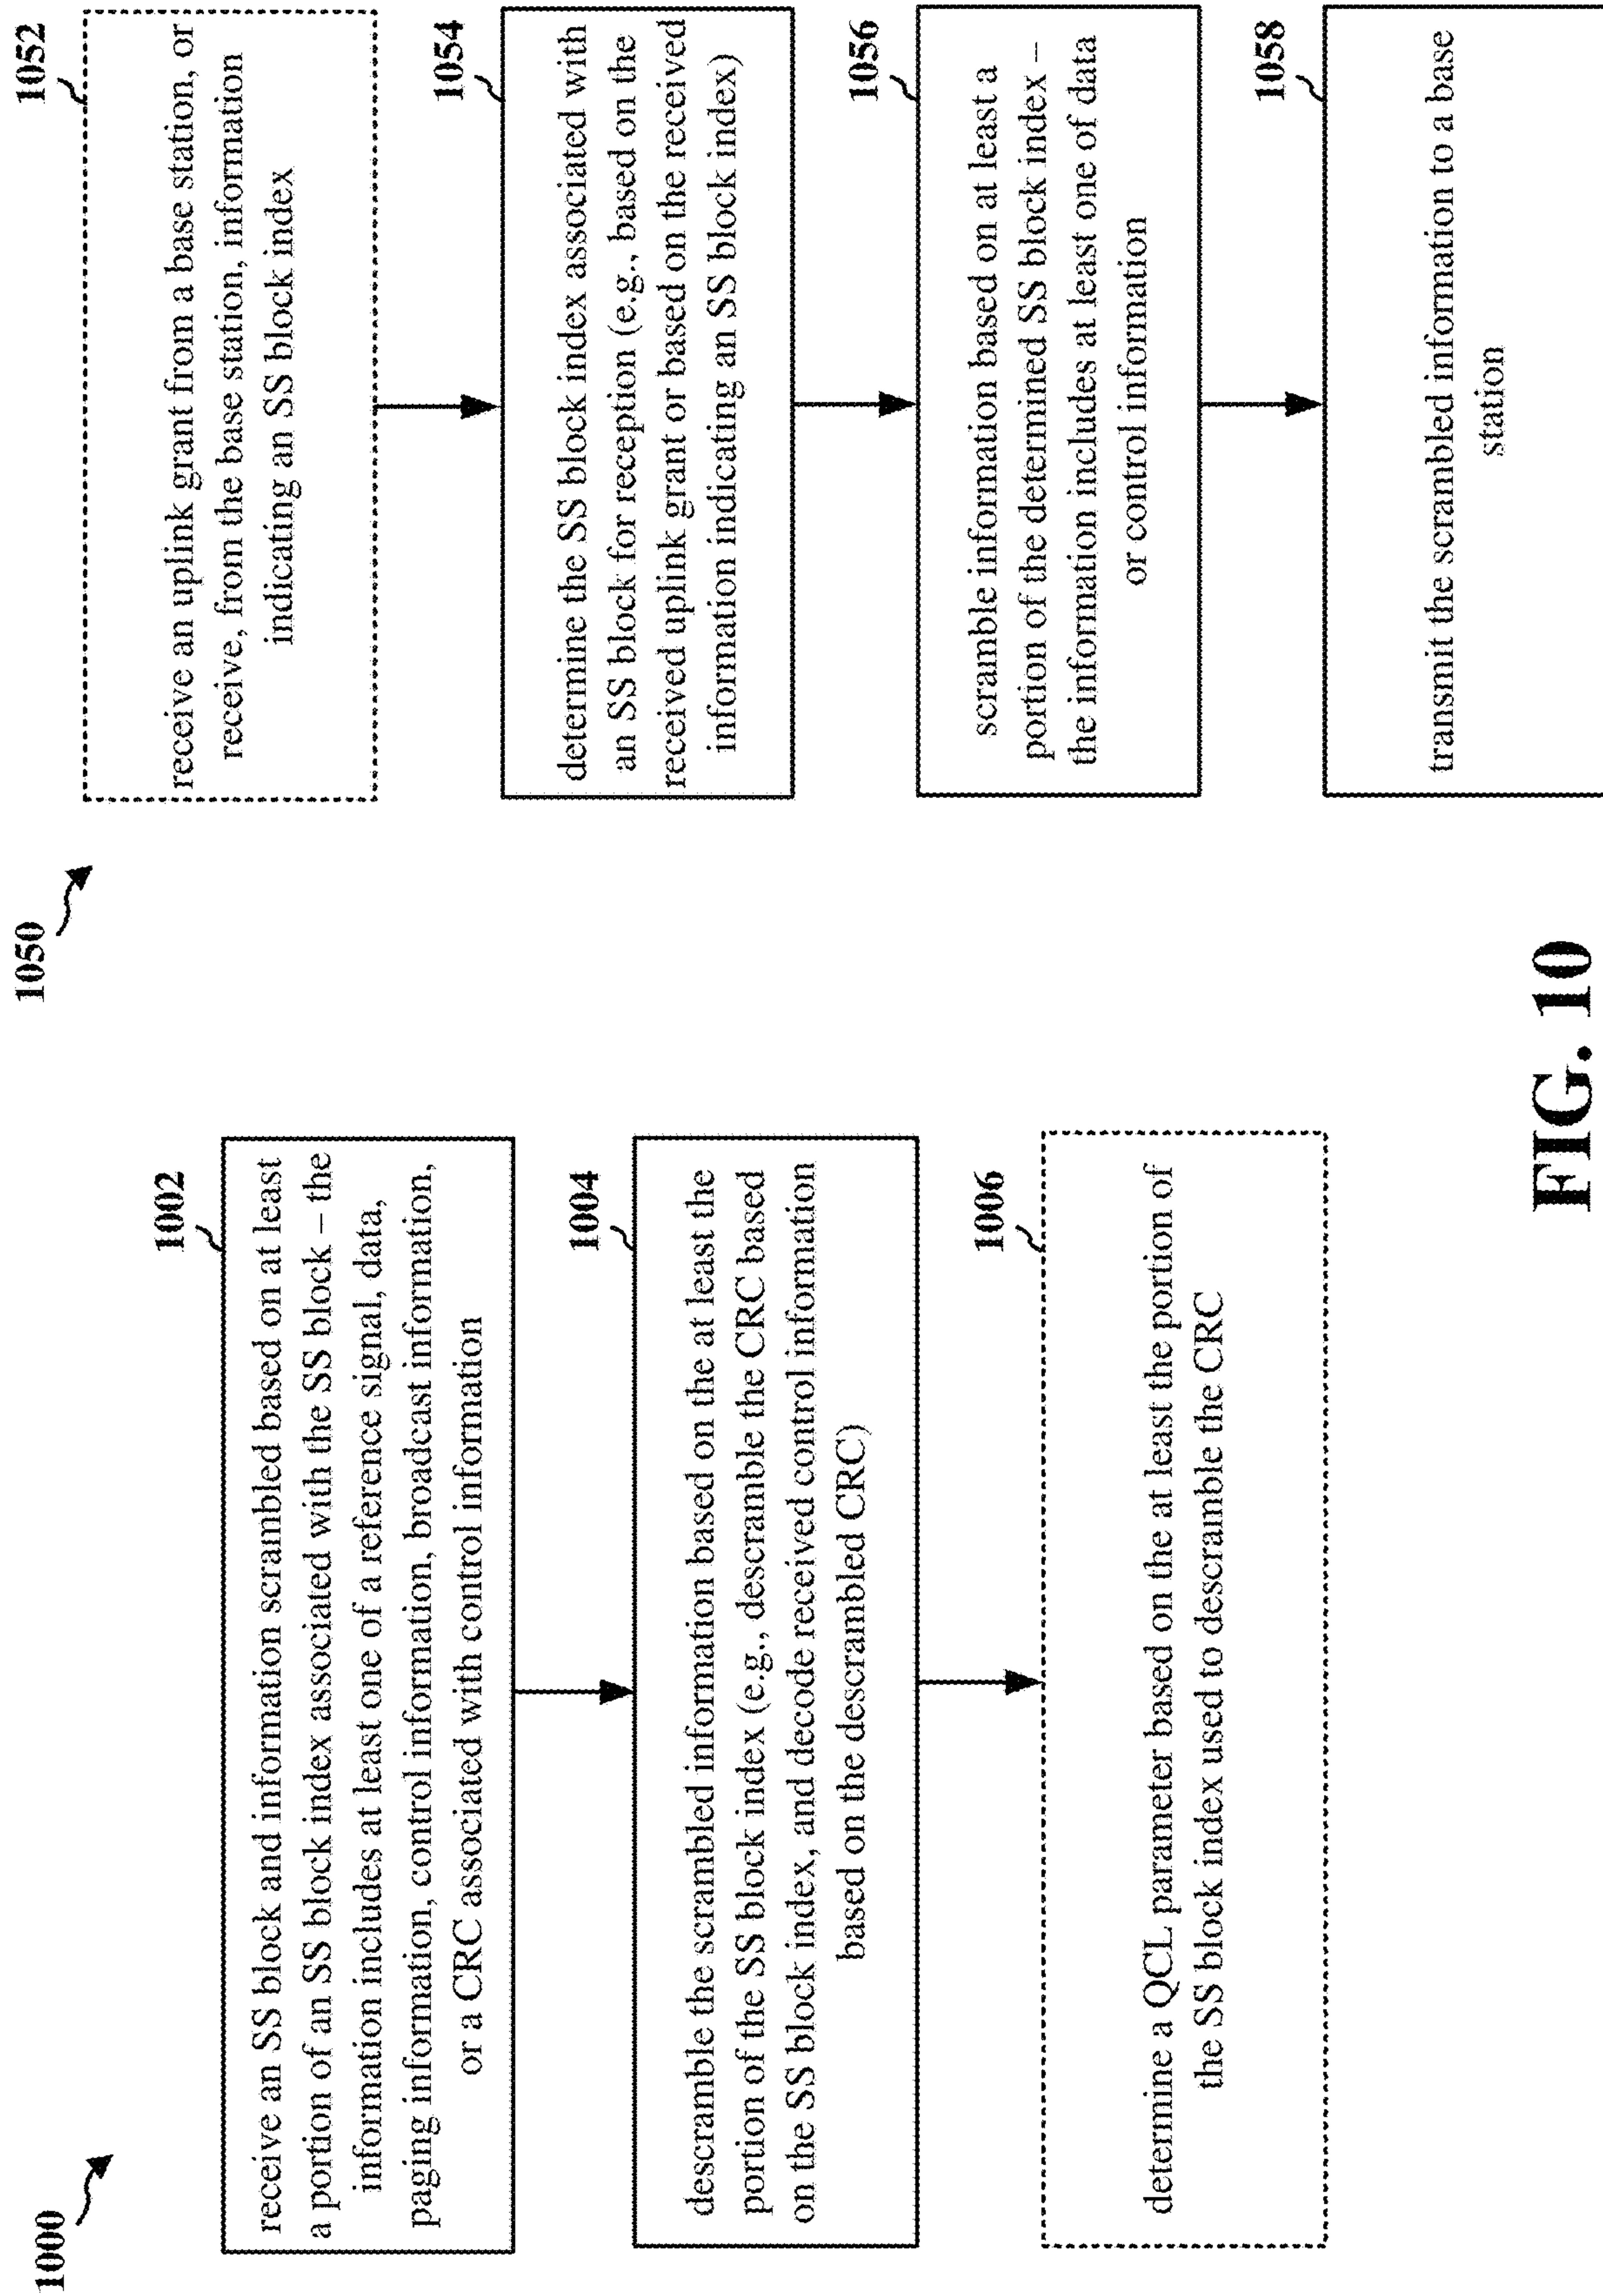 1000
1002
receive an SS block and information scrambled based on at least
a portion of an SS block index associated with the SS block – the
information includes at least one of a reference signal, data,
paging information, control information, broadcast information,
or a CRC associated with control information
1004
descramble the scrambled information based on the at least the
portion of the SS block index (e.g., descramble the CRC based
on the SS block index, and decode received control information
based on the descrambled CRC)
1006
determine a QCL parameter based on the at least the portion of
the SS block index used to descramble the CRC
1050
1052
receive an uplink grant from a base station, or
receive, from the base station, information
indicating an SS block index
1054
determine the SS block index associated with
an SS block for reception (e.g., based on the
received uplink grant or based on the received
information indicating an SS block index)
1056
scramble information based on at least a
portion of the determined SS block index –
the information includes at least one of data
or control information
1058
transmit the scrambled information to a base
station
FIG. 10